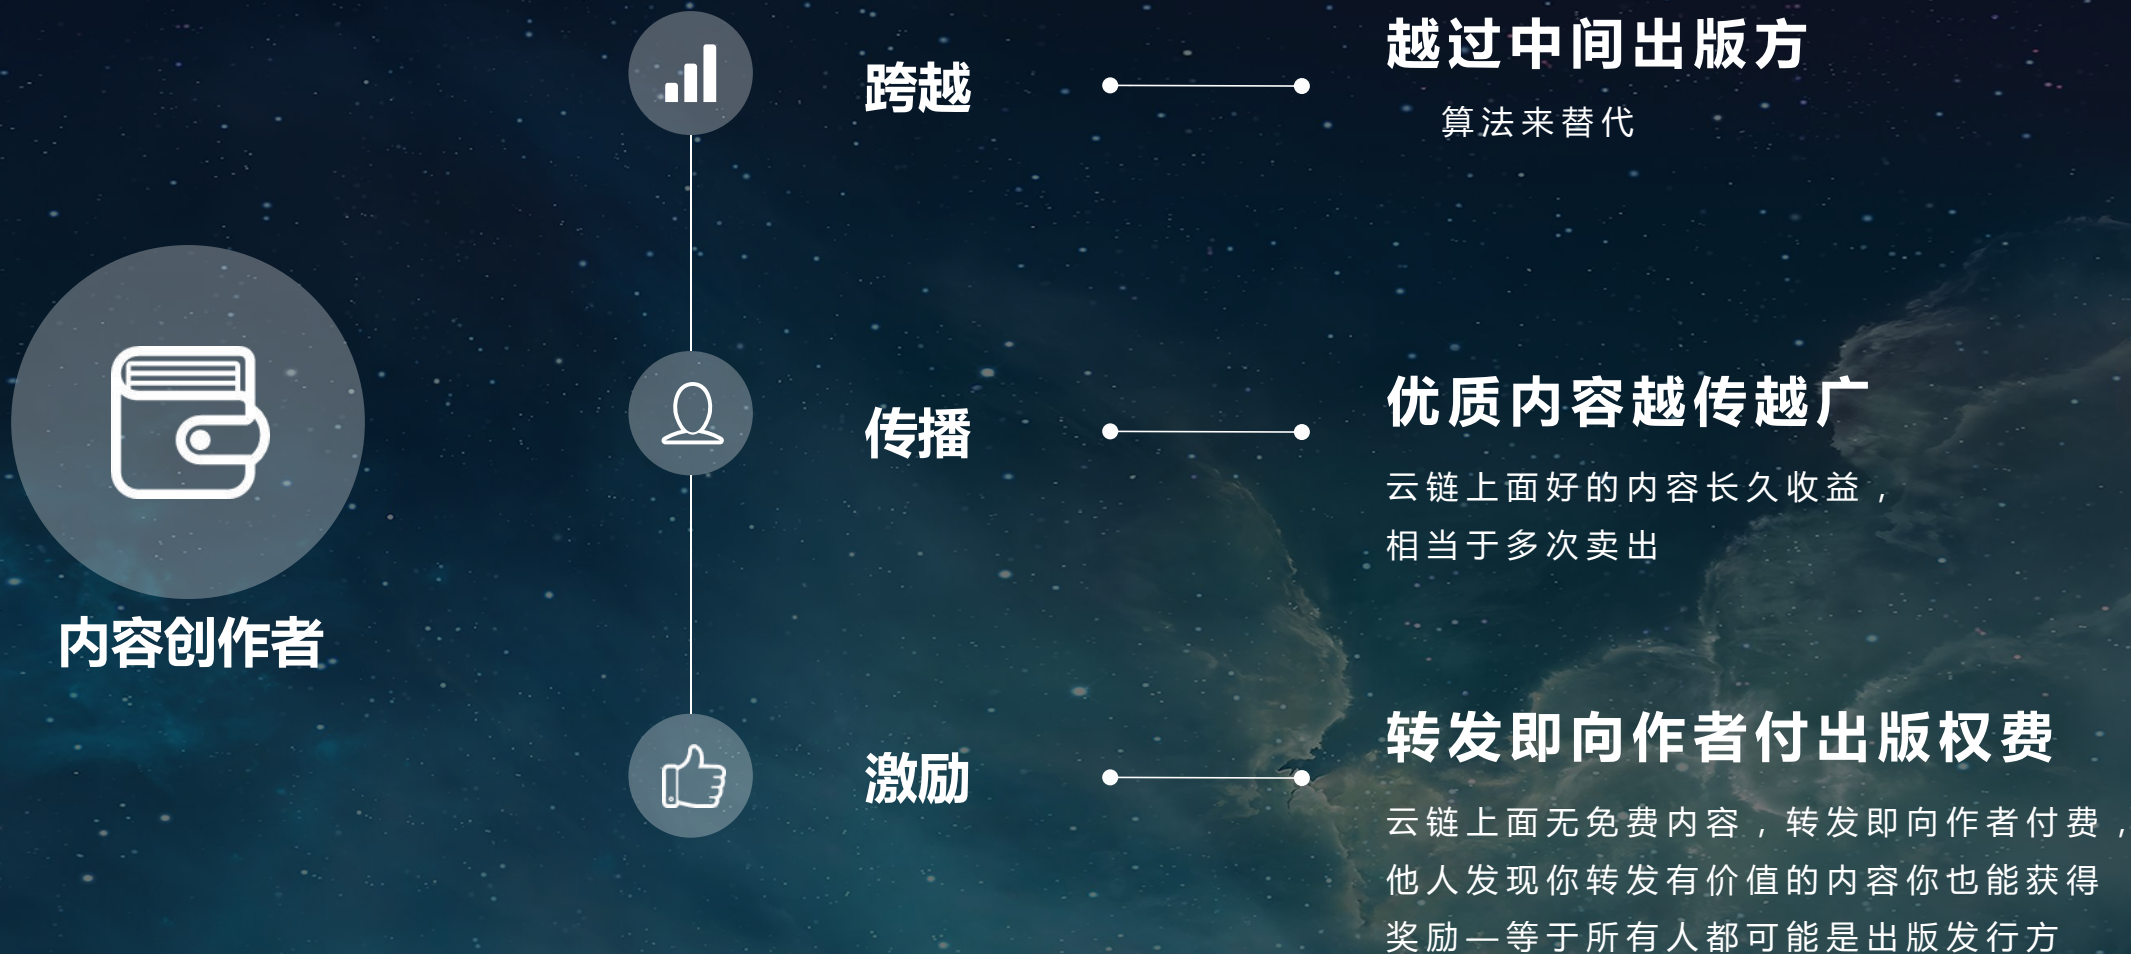 内容创作者
跨越
越过中间出版方
算法来替代
传播
优质内容越传越广
云链上面好的内容长久收益，
相当于多次卖出
激励
转发即向作者付出版权费
云链上面无免费内容，转发即向作者付费，
他人发现你转发有价值的内容你也能获得
奖励—等于所有人都可能是出版发行方